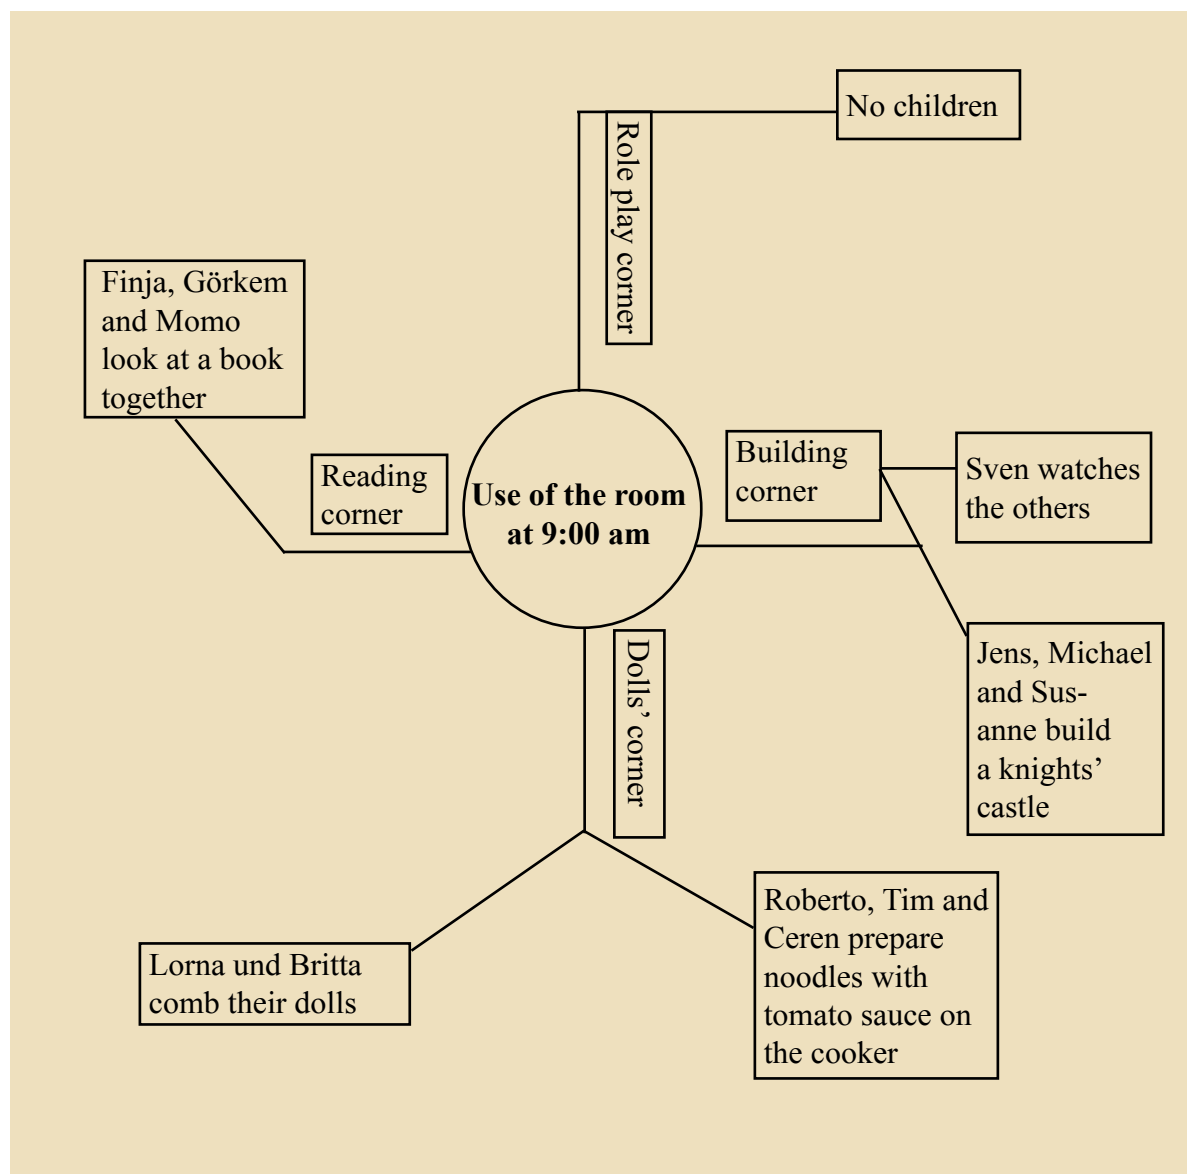 No children
Role play corner
Finja, Görkem
and Momo
look at a book
together
Reading
corner
Use of the room
at 9:00 am
Building
corner
Sven watches
the others
Dolls’ corner
Jens, Michael
and Sus-
anne build
a knights’
castle
Lorna und Britta
comb their dolls
Roberto, Tim and
Ceren prepare
noodles with
tomato sauce on
the cooker